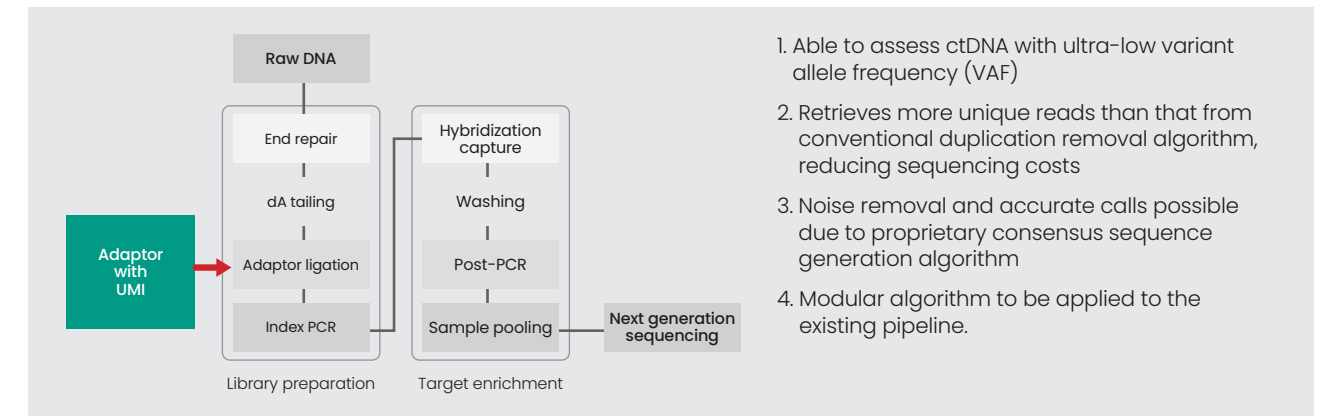 Raw DNA
End repair
dA tailing
Adaptor ligation
Index PCR
Library preparation
Adaptor
with
UMI
Hybridization
capture
Washing
Post-PCR
Sample pooling
Target enrichment
Next generation
sequencing
1. Able to assess ctDNA with ultra-low variant
allele frequency (VAF)
2. Retrieves more unique reads than that from
conventional duplication removal algorithm,
reducing sequencing costs
3. Noise removal and accurate calls possible
due to proprietary consensus sequence
generation algorithm
4. Modular algorithm to be applied to the
existing pipeline.